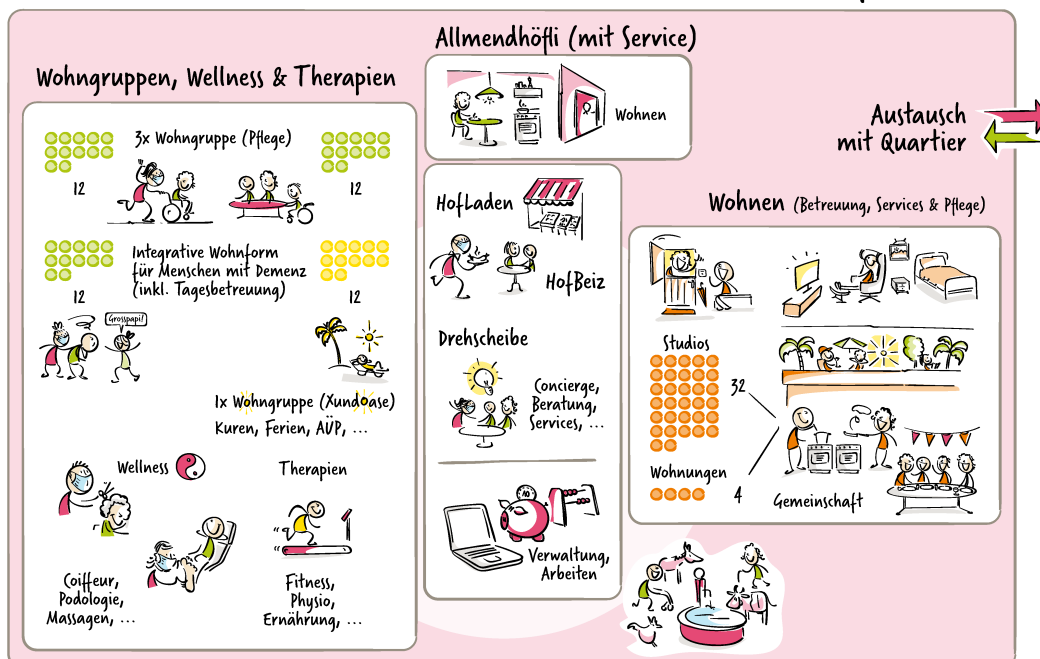 Allmendhöfli (mit Service)
Wohnen
Wohngruppen, Wellness & Therapien
3x Wohngruppe (Pflege)
12
12
Integrative Wohnform
für Menschen mit Demenz
(inkl. Tagesbetreuung)
12
12
Grosspapi!
1x Wohngruppe (Xundoase)
Kuren, Ferien, AÜP, ...
Wellness
Therapien
Coiffeur,
Podologie,
Massagen, ...
Fitness,
Physio,
Ernährung, ...
HofLaden
HofBeiz
Drehscheibe
Concierge,
Beratung,
Services, ...
10
Verwaltung,
Arbeiten
Austausch
mit Quartier
Wohnen (Betreuung, Services & Pflege)
Studios
32
Wohnungen
4
Gemeinschaft